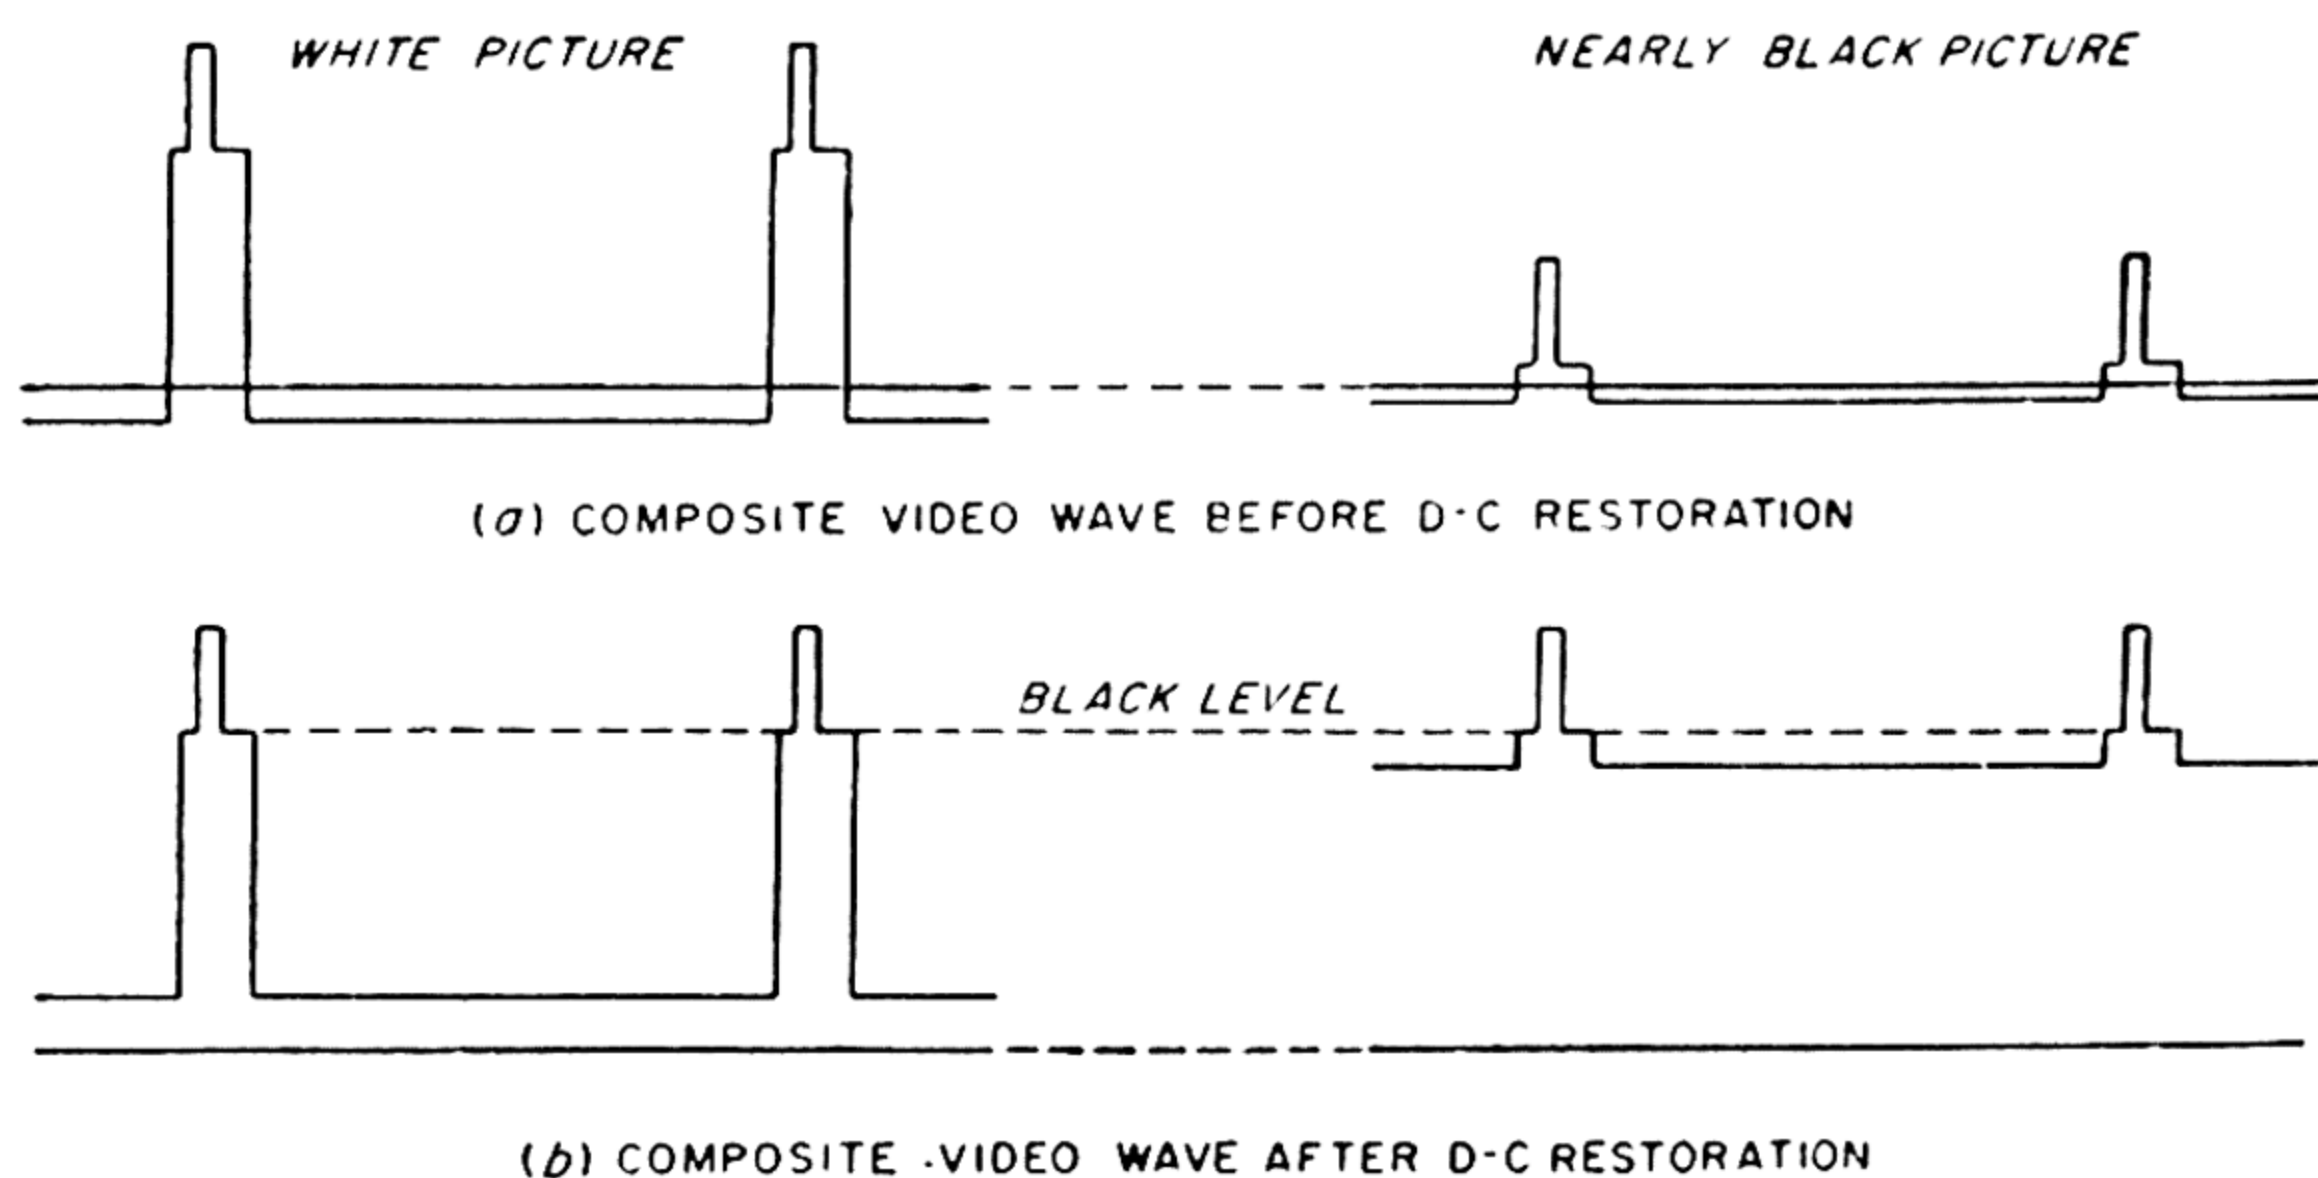 WHITE PICTURE
NEARLY BLACK PICTURE
(a) COMPOSITE VIDEO WAVE BEFORE D-C RESTORATION
BLACK LEVEL
(b) COMPOSITE .VIDEO WAVE AFTER D-C RESTORATION